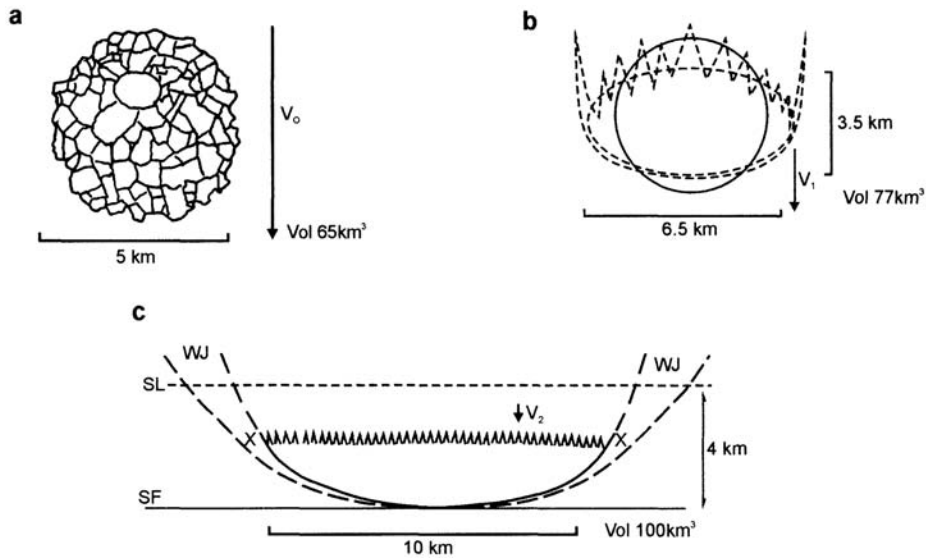 a
V₀
Vol 65km³
5 km
b
3.5 km
V₁
Vol 77km³
6.5 km
c
WJ
WJ
SL
V₂
X
X
4 km
SF
Vol 100km³
10 km